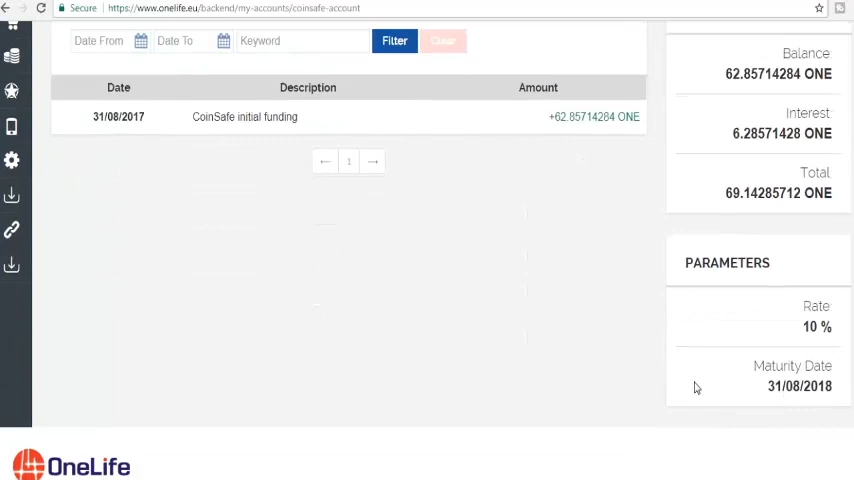 Secure https://www.onelife.eu/backend/my-accounts/coinsafe-account
Date From Date To Keyword Filter Clear
Date Description Amount
31/08/2017 CoinSafe initial funding +62.85714284 ONE
← 1 →
Balance:
62.85714284 ONE
Interest:
6.28571428 ONE
Total:
69.14285712 ONE
PARAMETERS
Rate:
10 %
Maturity Date
31/08/2018
OneLife